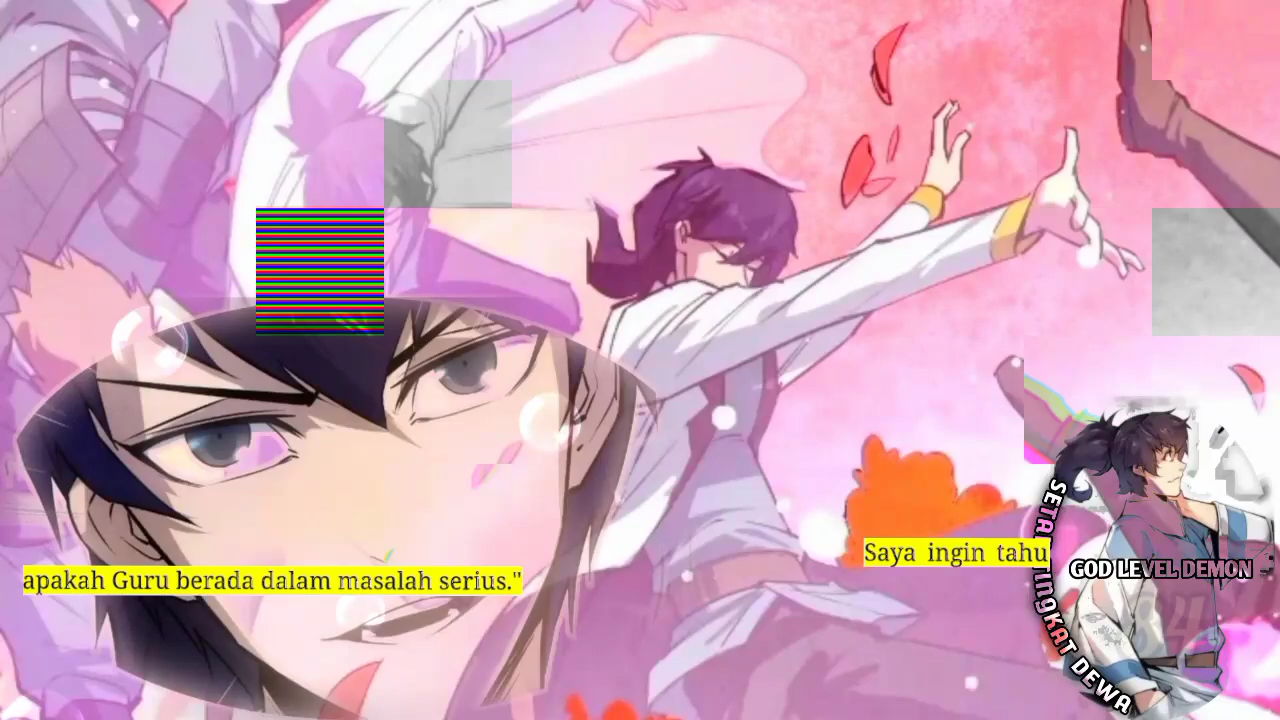 Saya ingin tahu
apakah Guru berada dalam masalah serius."
GOD LEVEL DEMON
SETAN TINGKAT DEWA